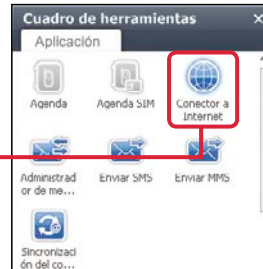 Cuadro de herramientas
Aplicación
Agenda
Agenda SIM
Conector a
Internet
Administrad
or de me...
Enviar SMS
Enviar MMS
Sincronizaci
ón del co...